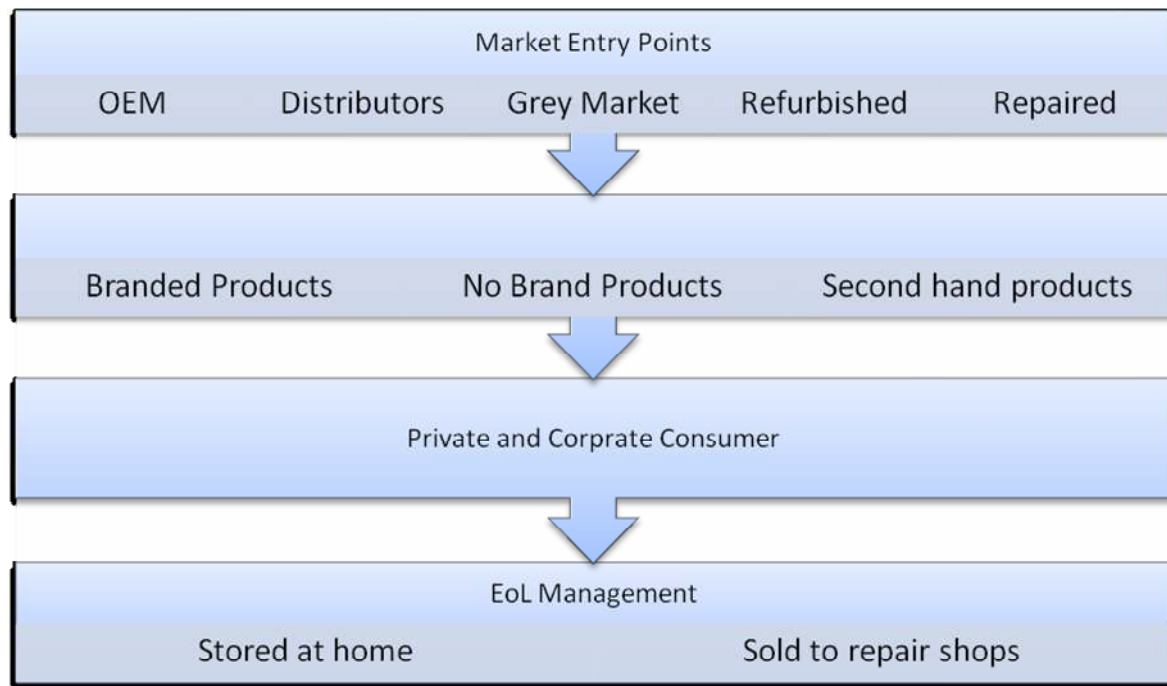 Market Entry Points
OEM Distributors Grey Market Refurbished Repaired
Branded Products No Brand Products Second hand products
Private and Corprate Consumer
EoL Management
Stored at home Sold to repair shops